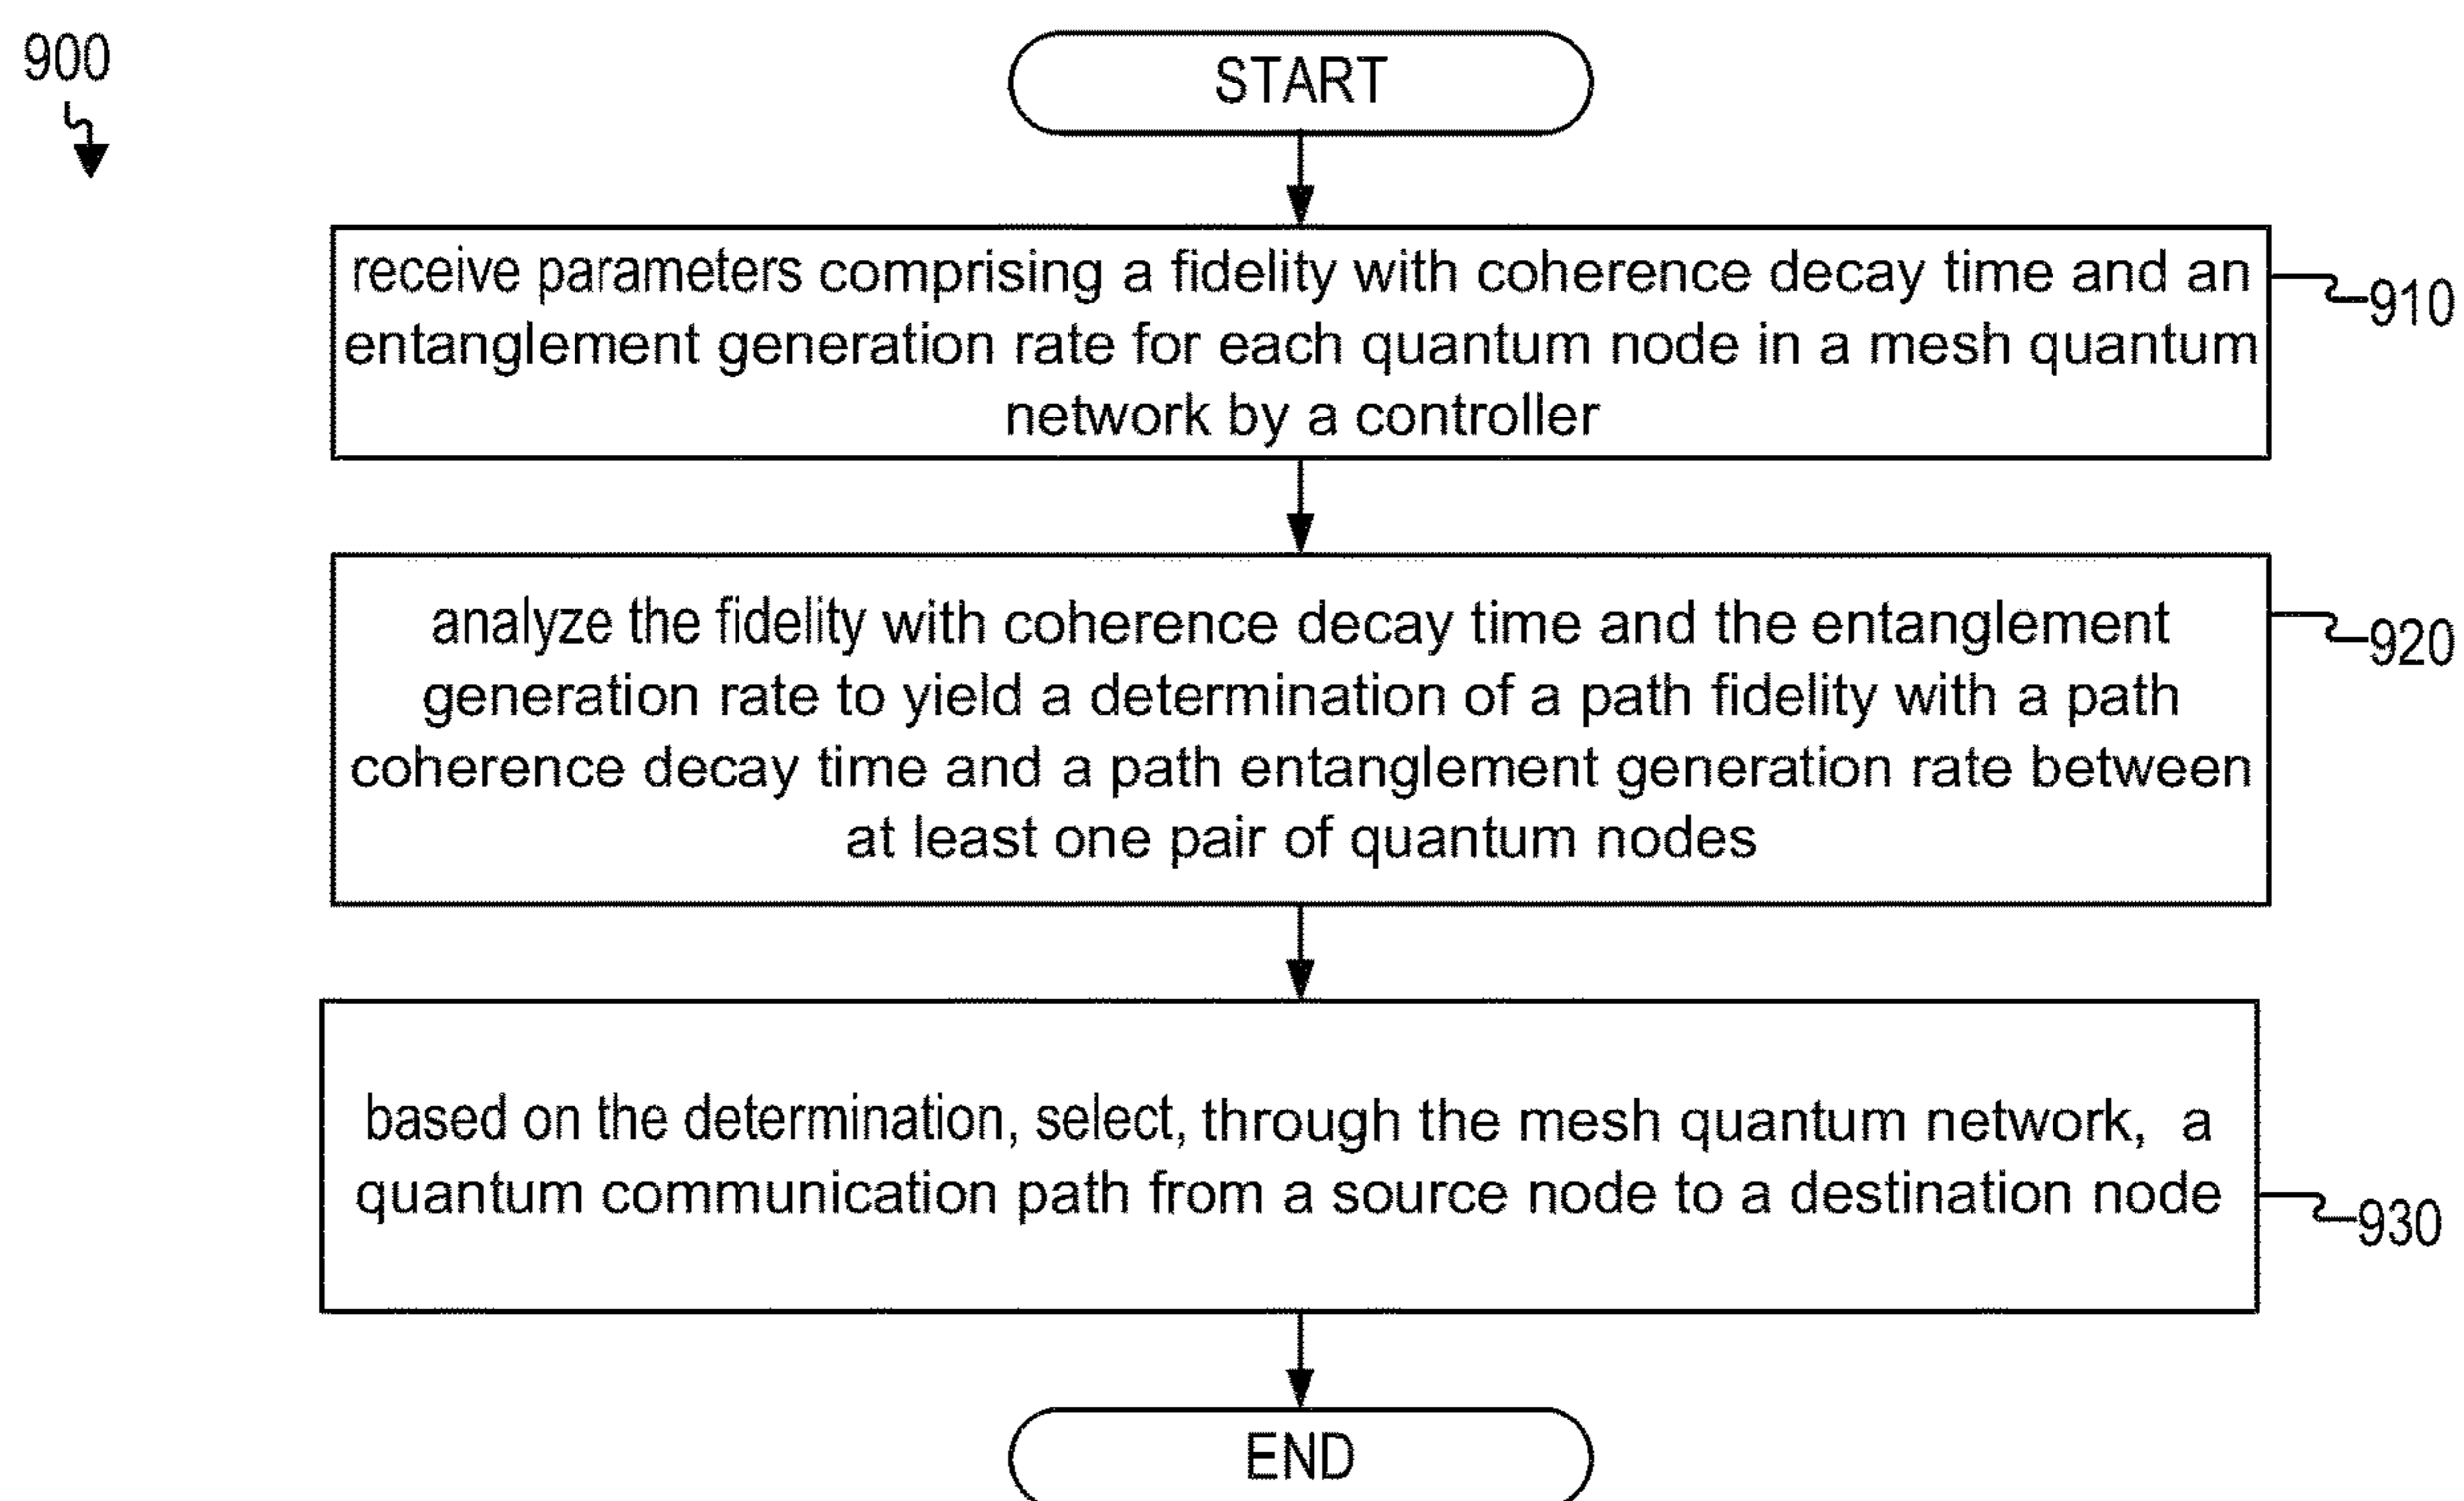 900
START
receive parameters comprising a fidelity with coherence decay time and an
entanglement generation rate for each quantum node in a mesh quantum
network by a controller
910
analyze the fidelity with coherence decay time and the entanglement
generation rate to yield a determination of a path fidelity with a path
coherence decay time and a path entanglement generation rate between
at least one pair of quantum nodes
920
based on the determination, select, through the mesh quantum network, a
quantum communication path from a source node to a destination node
930
END